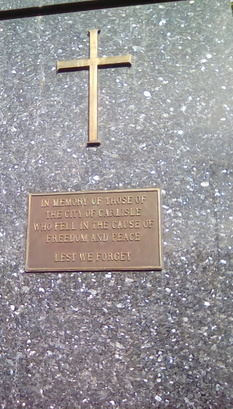 IN MEMORY OF THOSE OF
THE CITY OF CARLISLE
WHO FELL IN THE CAUSE OF
FREEDOM AND PEACE
LEST WE FORGET